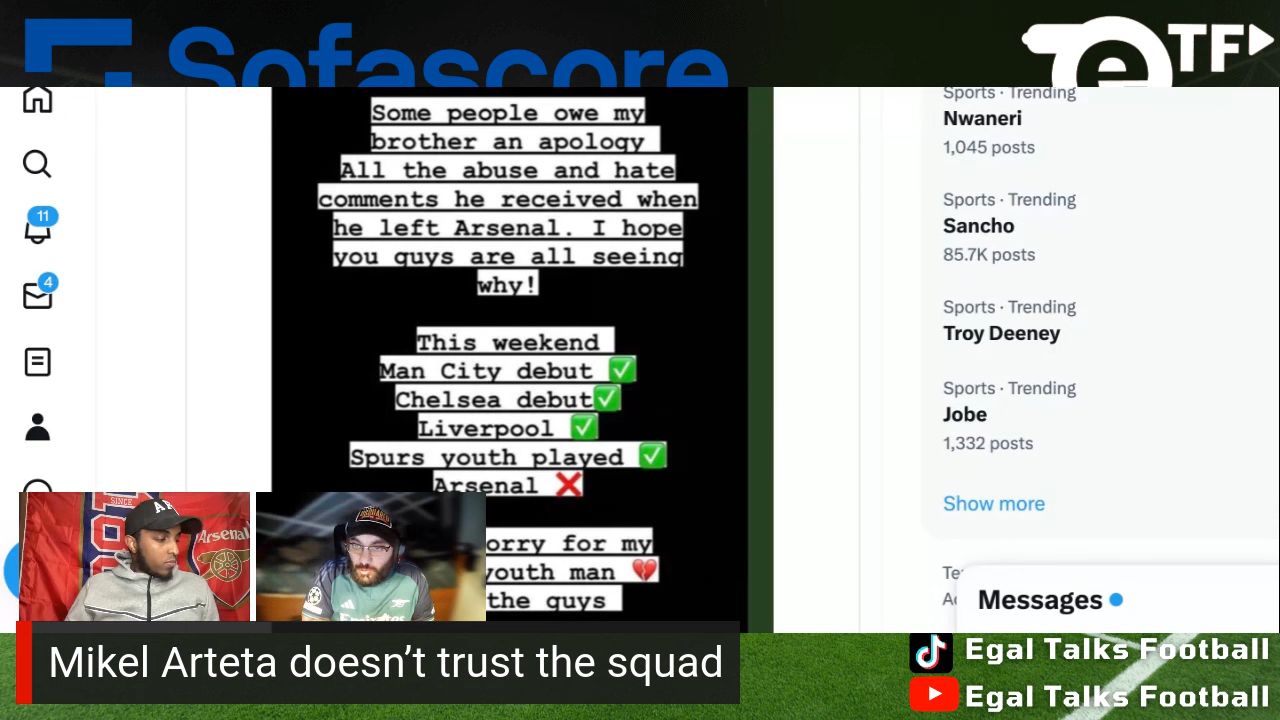 Sofascore
eTF
Some people owe my
brother an apology
All the abuse and hate
comments he received when
he left Arsenal. I hope
you guys are all seeing
why!
This weekend
Man City debut ✅
Chelsea debut✅
Liverpool ✅
Spurs youth played ✅
Arsenal ❌
orry for my
youth man 💔
the guys
11
4
Sports · Trending
Nwaneri
1,045 posts
Sports · Trending
Sancho
85.7K posts
Sports · Trending
Troy Deeney
Sports · Trending
Jobe
1,332 posts
Show more
Messages
SINCE
Arsenal
Mikel Arteta doesn’t trust the squad
Egal Talks Football
Egal Talks Football